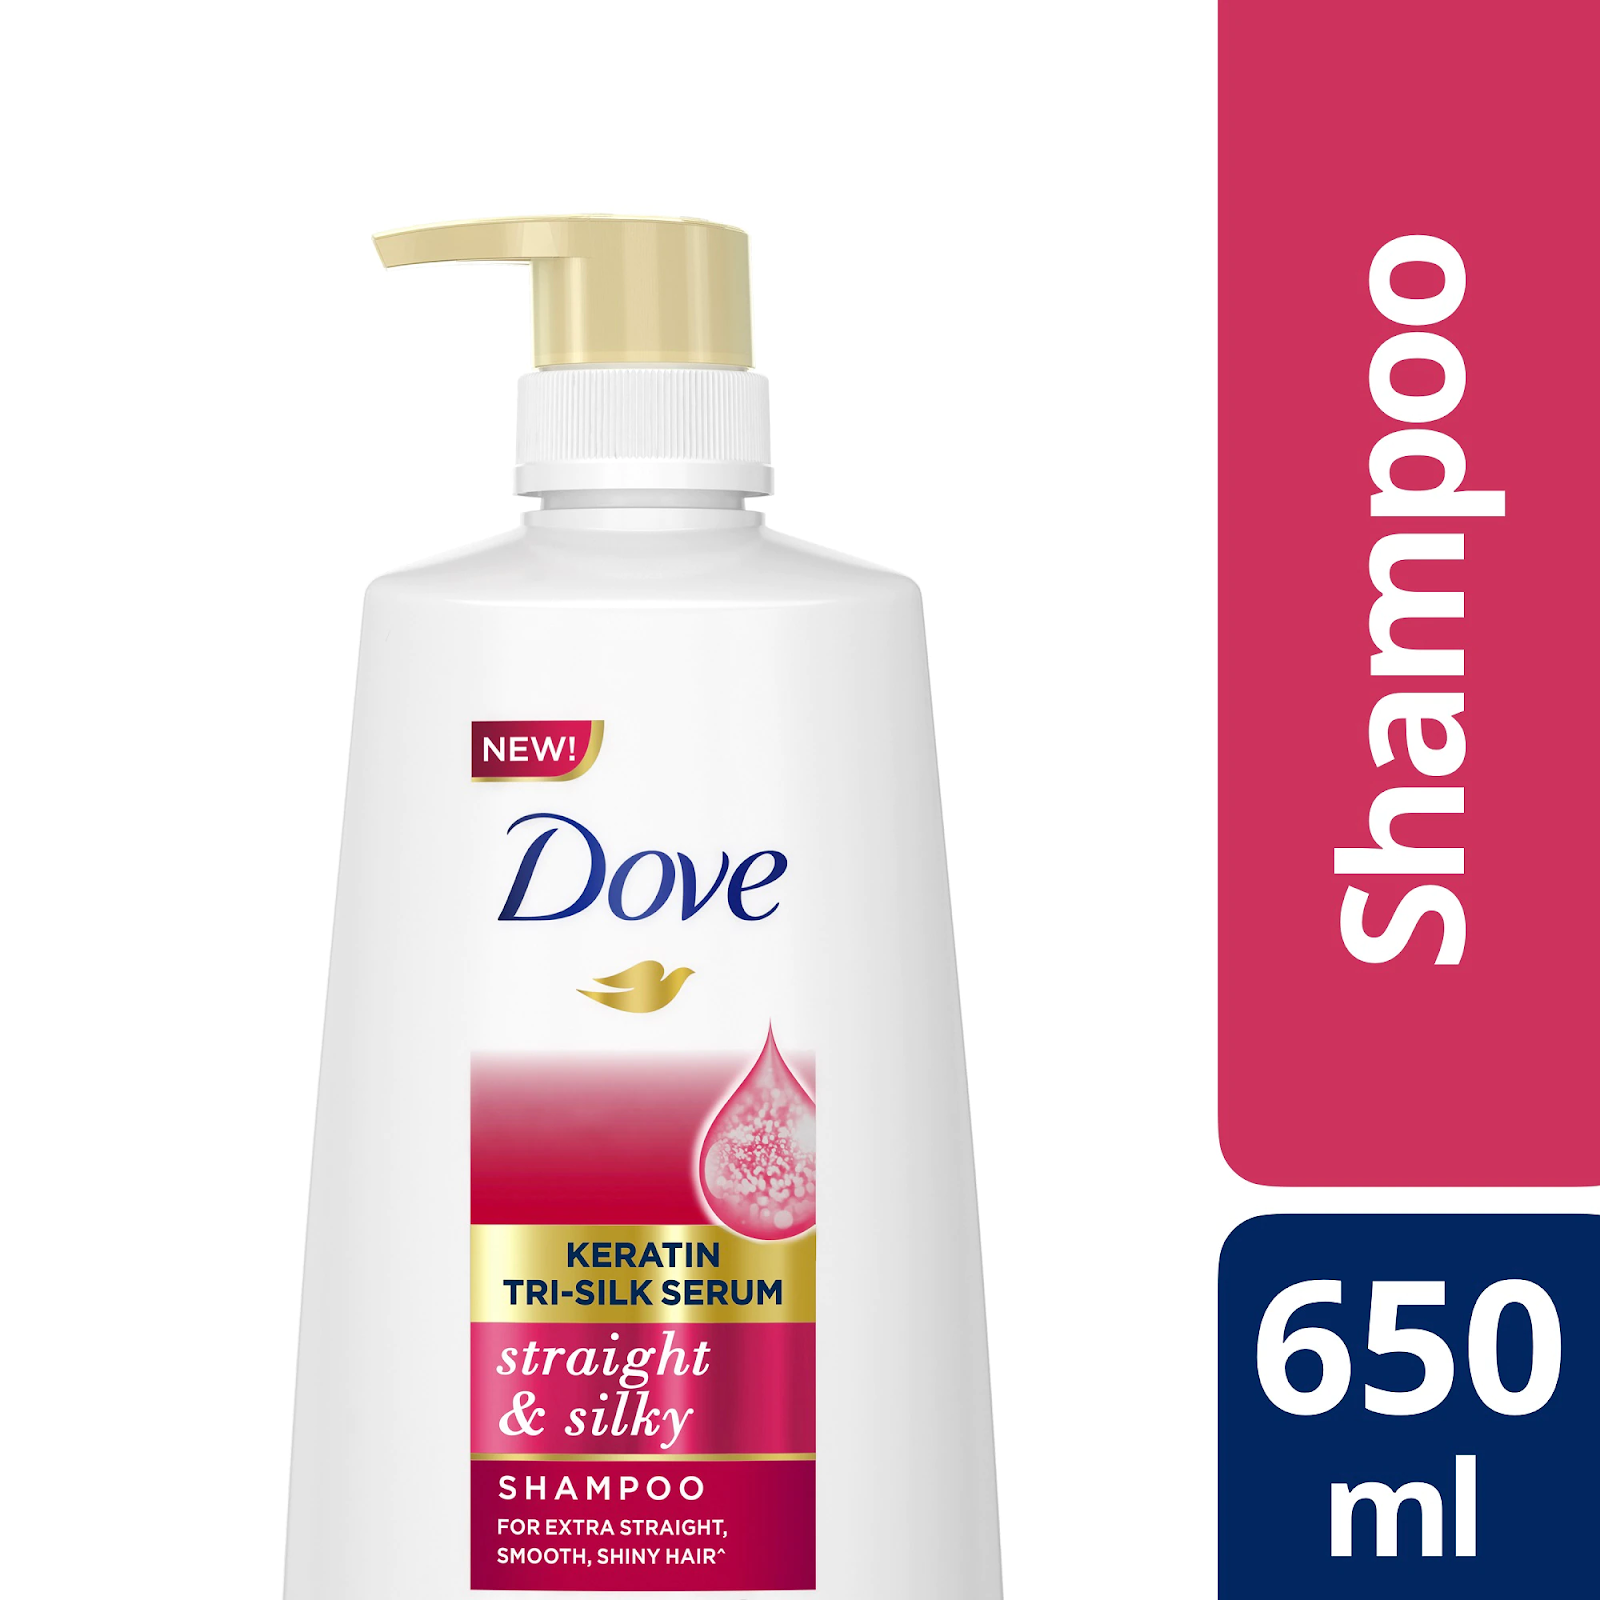 NEW!
Dove
KERATIN
TRI-SILK SERUM
straight
& silky
SHAMPOO
FOR EXTRA STRAIGHT,
SMOOTH, SHINY HAIR^
Shampoo
650
ml